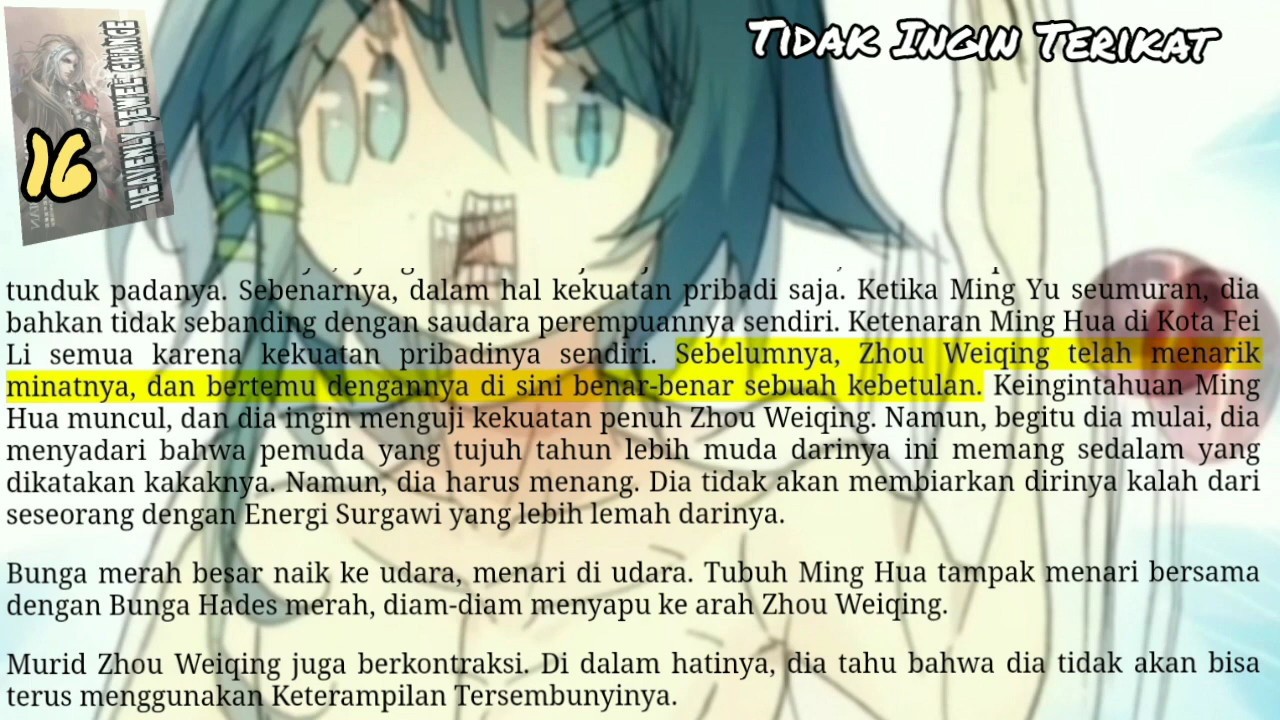 Tidak Ingin Terikat
HEAVENLY JEWEL CHANGE
16
tunduk padanya. Sebenarnya, dalam hal kekuatan pribadi saja. Ketika Ming Yu seumuran, dia
bahkan tidak sebanding dengan saudara perempuannya sendiri. Ketenaran Ming Hua di Kota Fei
Li semua karena kekuatan pribadinya sendiri. Sebelumnya, Zhou Weiqing telah menarik
minatnya, dan bertemu dengannya di sini benar-benar sebuah kebetulan. Keingintahuan Ming
Hua muncul, dan dia ingin menguji kekuatan penuh Zhou Weiqing. Namun, begitu dia mulai, dia
menyadari bahwa pemuda yang tujuh tahun lebih muda darinya ini memang sedalam yang
dikatakan kakaknya. Namun, dia harus menang. Dia tidak akan membiarkan dirinya kalah dari
seseorang dengan Energi Surgawi yang lebih lemah darinya.
Bunga merah besar naik ke udara, menari di udara. Tubuh Ming Hua tampak menari bersama
dengan Bunga Hades merah, diam-diam menyapu ke arah Zhou Weiqing.
Murid Zhou Weiqing juga berkontraksi. Di dalam hatinya, dia tahu bahwa dia tidak akan bisa
terus menggunakan Keterampilan Tersembunyinya.